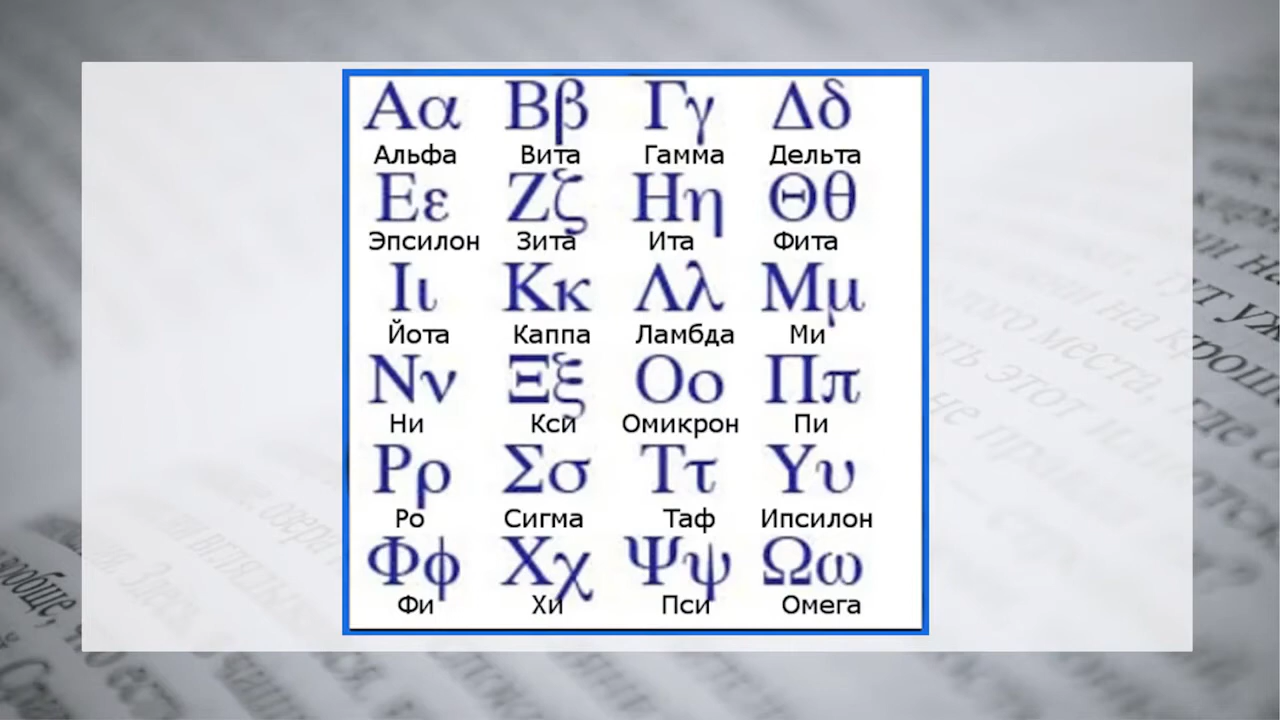 Αα Ββ Γγ Δδ
Альфа Вита Гамма Дельта
Εε Ζζ Ηη Θθ
Эпсилон Зита Ита Фита
Ιι Κκ Λλ Μμ
Йота Каппа Ламбда Ми
Νν Ξξ Οο Ππ
Ни Кси Омикрон Пи
Ρρ Σσ Ττ Υυ
Ро Сигма Таф Ипсилон
Φφ Χχ Ψψ Ωω
Фи Хи Пси Омега